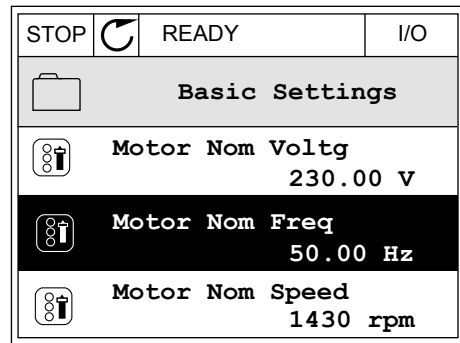 STOP READY I/O
Basic Settings
Motor Nom Voltg
230.00 V
Motor Nom Freq
50.00 Hz
Motor Nom Speed
1430 rpm